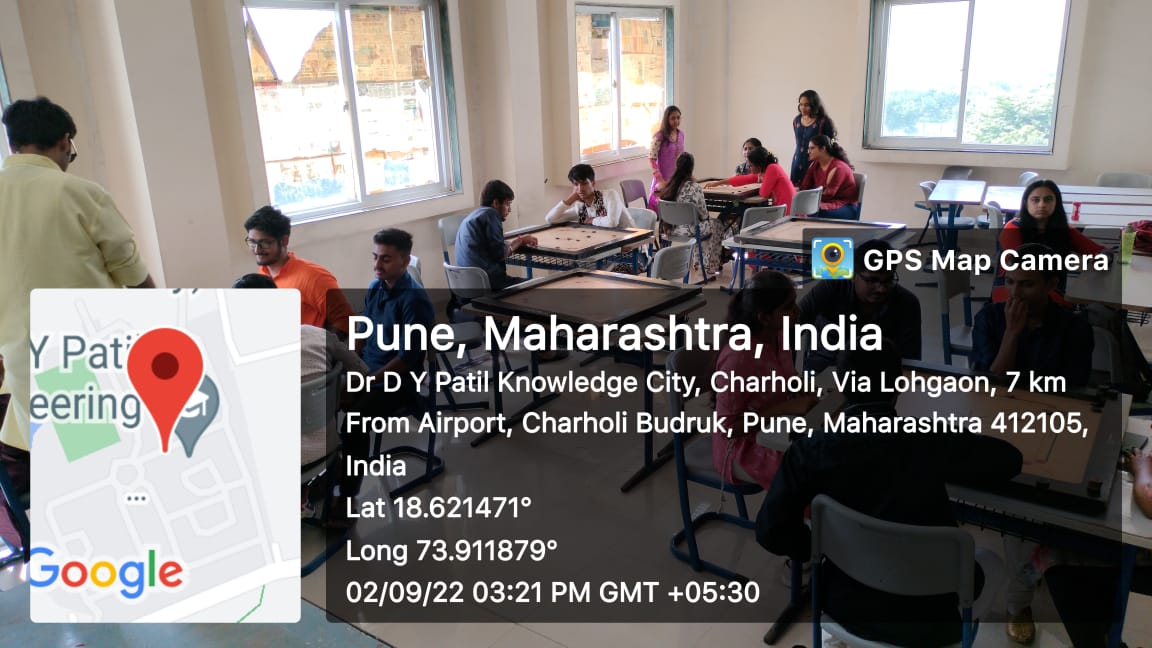 GPS Map Camera
Pune, Maharashtra, India
Dr D Y Patil Knowledge City, Charholi, Via Lohgaon, 7 km
From Airport, Charholi Budruk, Pune, Maharashtra 412105,
India
Lat 18.621471°
Long 73.911879°
02/09/22 03:21 PM GMT +05:30
Y Pati
eering
...
Google